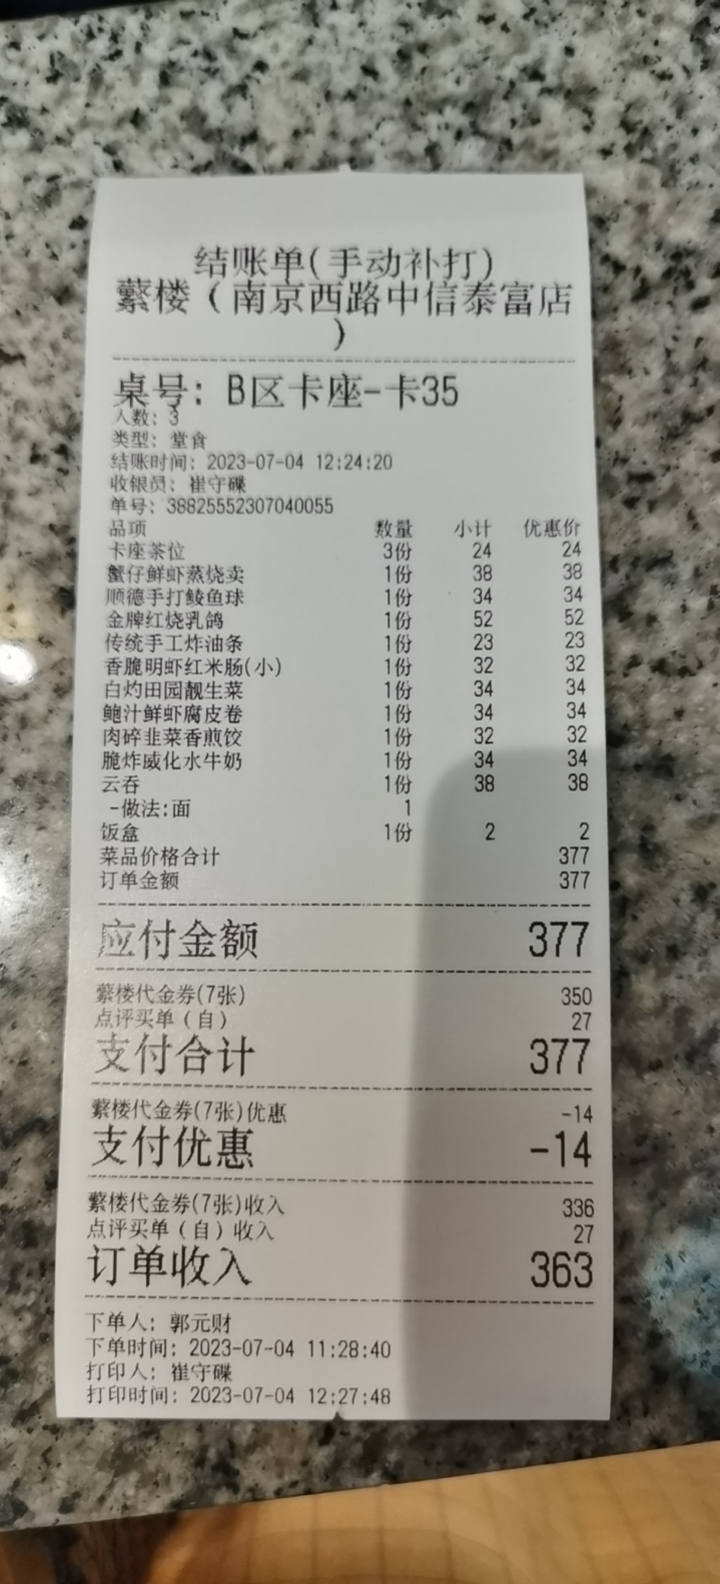 结账单(手动补打)
蘩楼（南京西路中信泰富店
）
桌号: B区卡座-卡35
人数: 3
类型: 堂食
结账时间: 2023-07-04 12:24:20
收银员: 崔守碟
单号: 38825552307040055
品项 数量 小计 优惠价
卡座茶位 3份 24 24
蟹仔鲜虾蒸烧卖 1份 38 38
顺德手打鲮鱼球 1份 34 34
金牌红烧乳鸽 1份 52 52
传统手工炸油条 1份 23 23
香脆明虾红米肠(小) 1份 32 32
白灼田园靓生菜 1份 34 34
鲍汁鲜虾腐皮卷 1份 34 34
肉碎韭菜香煎饺 1份 32 32
脆炸威化水牛奶 1份 34 34
云吞 1份 38 38
-做法:面 1
饭盒 1份 2 2
菜品价格合计 377
订单金额 377
应付金额 377
蘩楼代金券(7张) 350
点评买单（自） 27
支付合计 377
蘩楼代金券(7张)优惠 -14
支付优惠 -14
蘩楼代金券(7张)收入 336
点评买单（自）收入 27
订单收入 363
下单人: 郭元财
下单时间: 2023-07-04 11:28:40
打印人: 崔守碟
打印时间: 2023-07-04 12:27:48